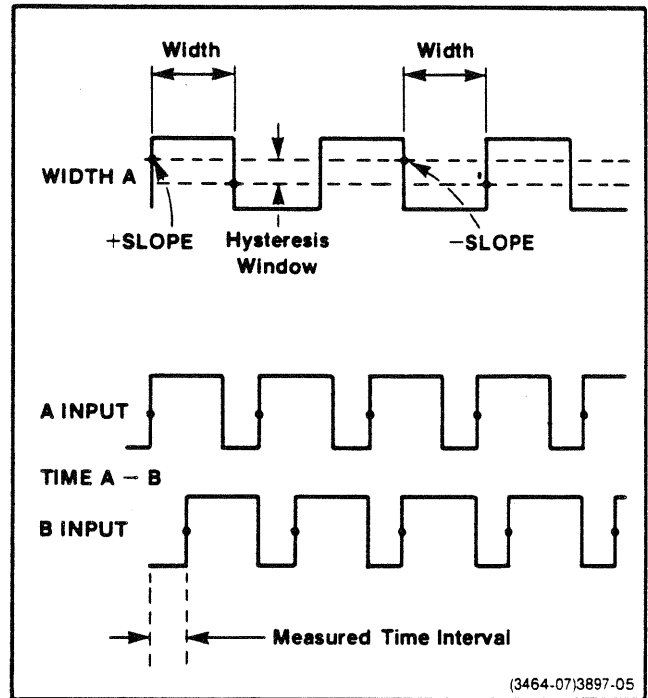 Width
Width
WIDTH A
+SLOPE
Hysteresis
Window
−SLOPE
A INPUT
TIME A − B
B INPUT
Measured Time Interval
(3464-07)3897-05